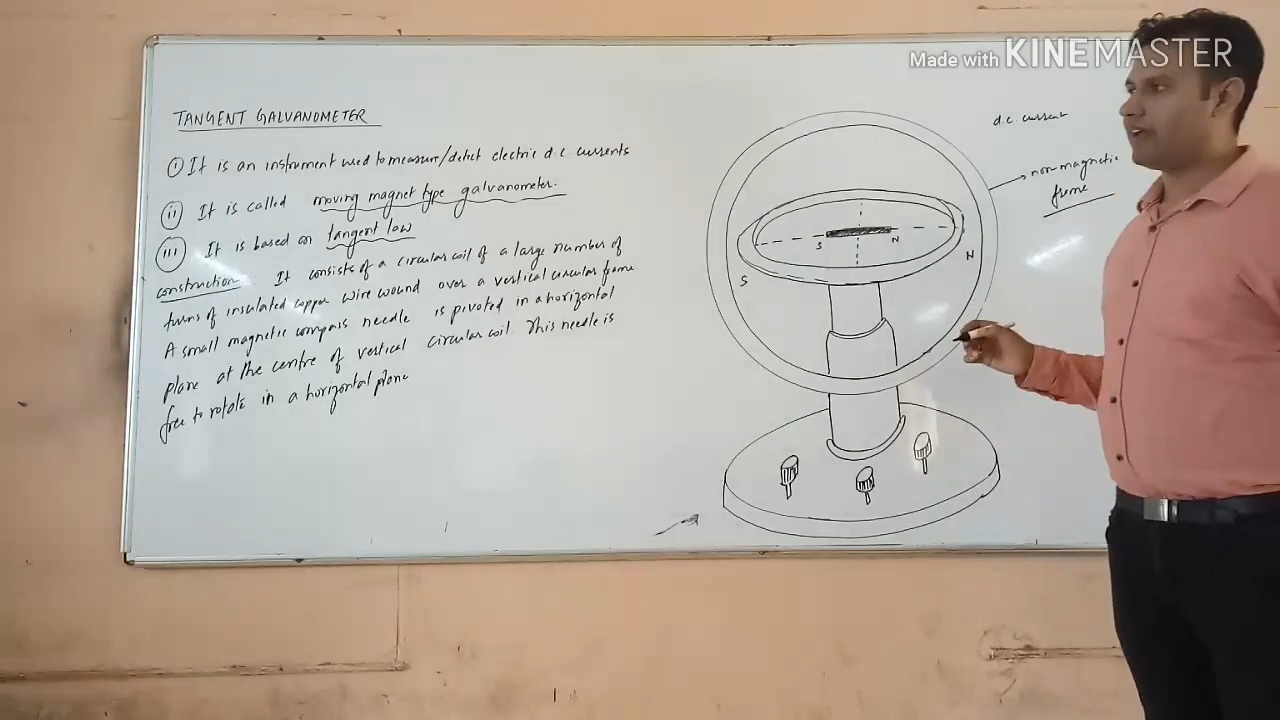 Made with KINEMASTER
TANGENT GALVANOMETER
(i) It is an instrument used to measure/detect electric d.c. currents
(ii) It is called moving magnet type galvanometer.
(iii) It is based on tangent law
construction. It consists of a circular coil of a large number of
turns of insulated copper wire wound over a vertical circular frame
A small magnetic compass needle is pivoted in a horizontal
plane at the centre of vertical circular coil This needle is
free to rotate in a horizontal plane
d.c. current
non magnetic
frame
S N
S N